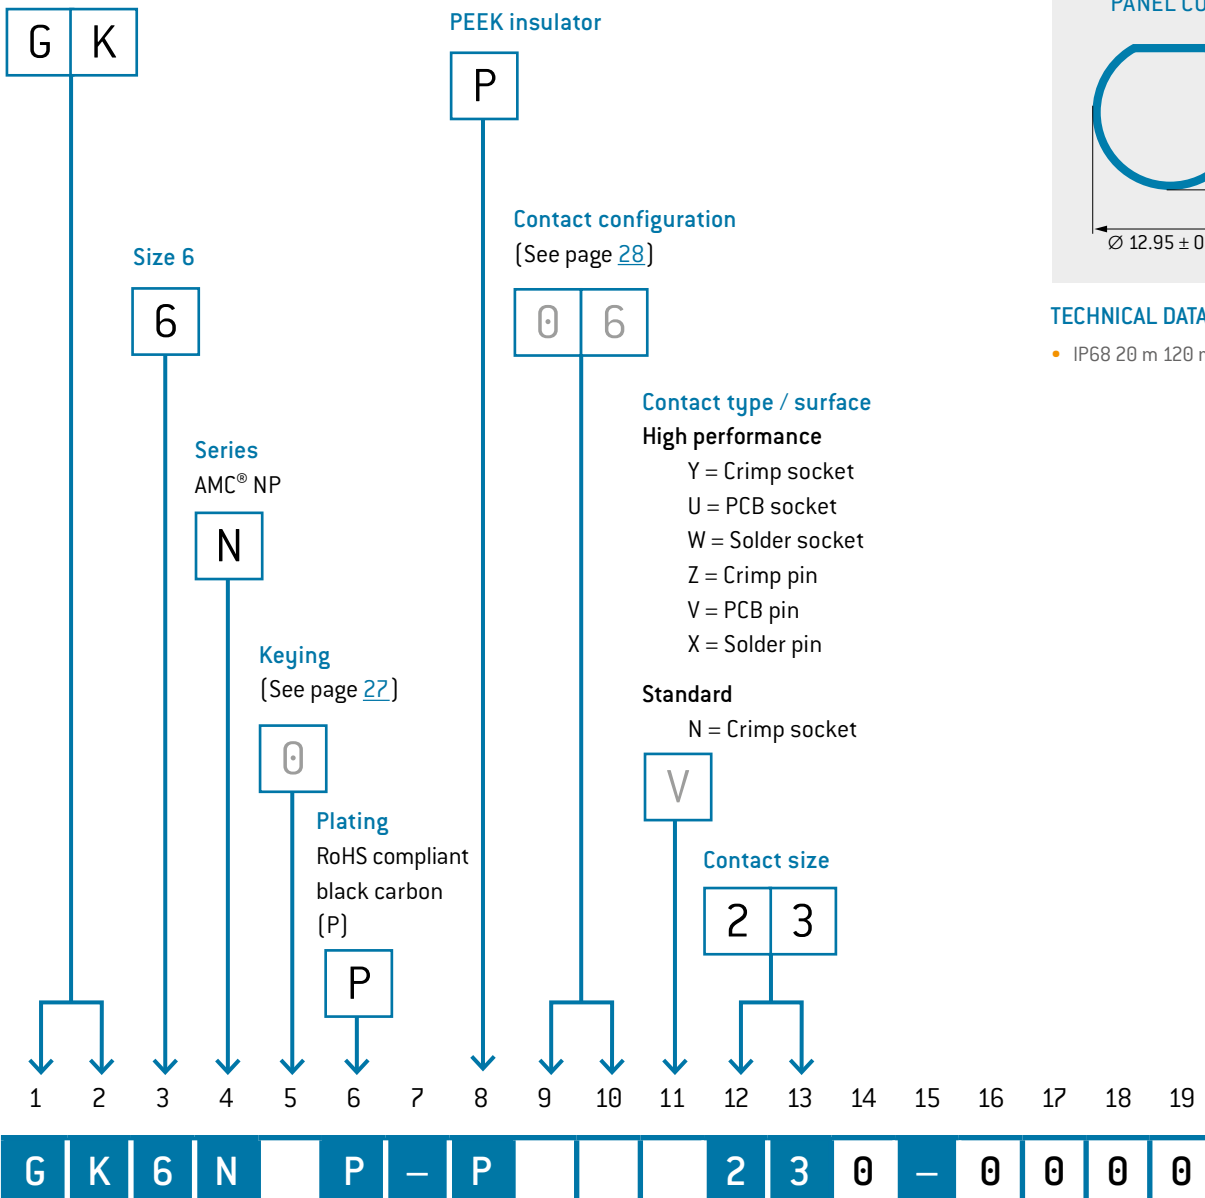 G K
PEEK insulator
P
PANEL
Ø 12.95 ± 0
TECHNICAL DATA
• IP68 20 m 120
Size 6
6
Contact configuration
(See page 28)
0 6
Series
AMC® NP
N
Contact type / surface
High performance
Y = Crimp socket
U = PCB socket
W = Solder socket
Z = Crimp pin
V = PCB pin
X = Solder pin
Standard
N = Crimp socket
V
Keying
(See page 27)
0
Plating
RoHS compliant
black carbon
(P)
P
Contact size
2 3
1 2 3 4 5 6 7 8 9 10 11 12 13 14 15 16 17 18 19
G K 6 N P – P 2 3 0 – 0 0 0 0